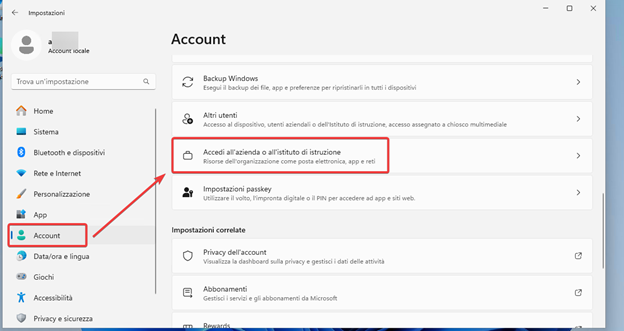 Impostazioni
a
Account locale
Trova un'impostazione
Home
Sistema
Bluetooth e dispositivi
Rete e Internet
Personalizzazione
App
Account
Data/ora e lingua
Giochi
Accessibilità
Privacy e sicurezza
Account
Backup Windows
Esegui il backup dei file, app e preferenze per ripristinarli in tutti i dispositivi
Altri utenti
Accesso al dispositivo, utenti aziendali o dell'Istituto di istruzione, accesso assegnato a chiosco multimediale
Accedi all'azienda o all'istituto di istruzione
Risorse dell'organizzazione come posta elettronica, app e reti
Impostazioni passkey
Utilizzare il volto, l'impronta digitale o il PIN per accedere ad app e siti web.
Impostazioni correlate
Privacy dell'account
Visualizza la dashboard sulla privacy e gestisci i dati delle attività
Abbonamenti
Gestisci i servizi e gli abbonamenti da Microsoft
Rewards